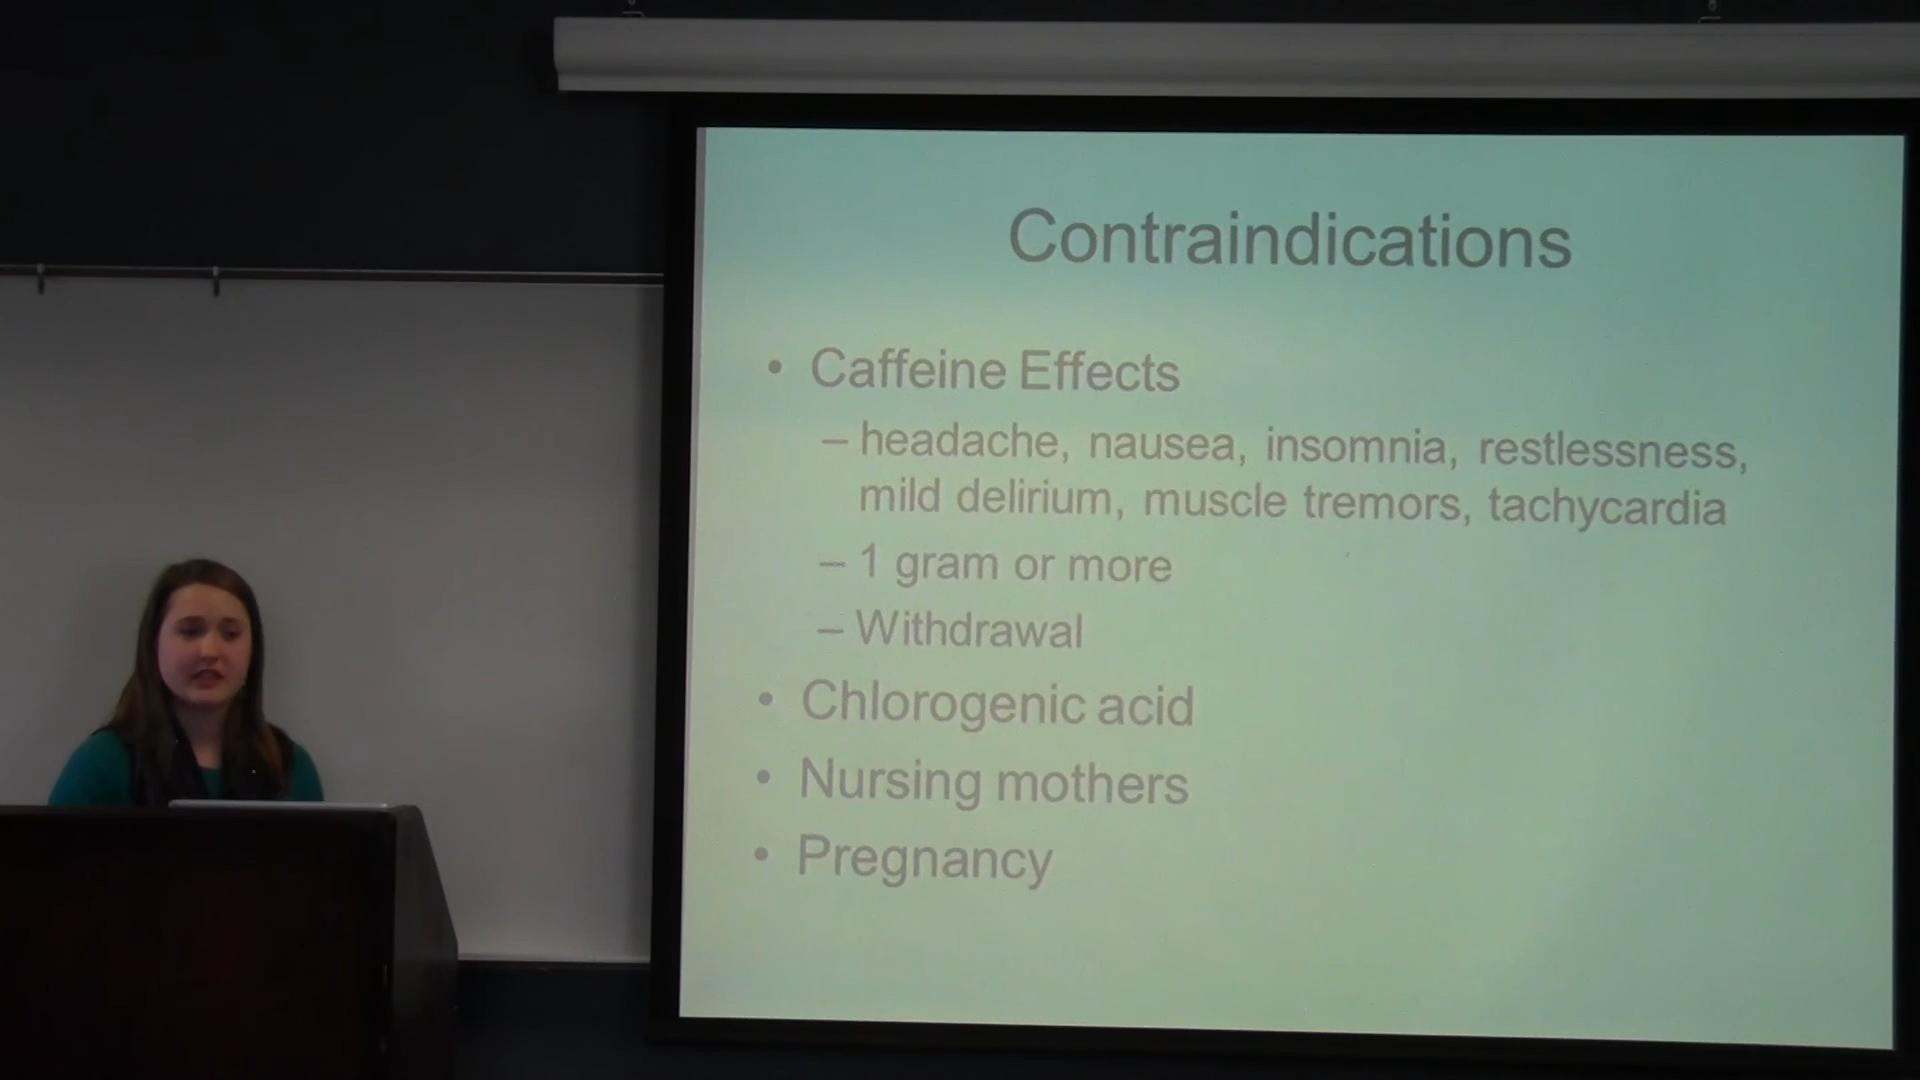 Contraindications
• Caffeine Effects
– headache, nausea, insomnia, restlessness,
mild delirium, muscle tremors, tachycardia
– 1 gram or more
– Withdrawal
• Chlorogenic acid
• Nursing mothers
• Pregnancy